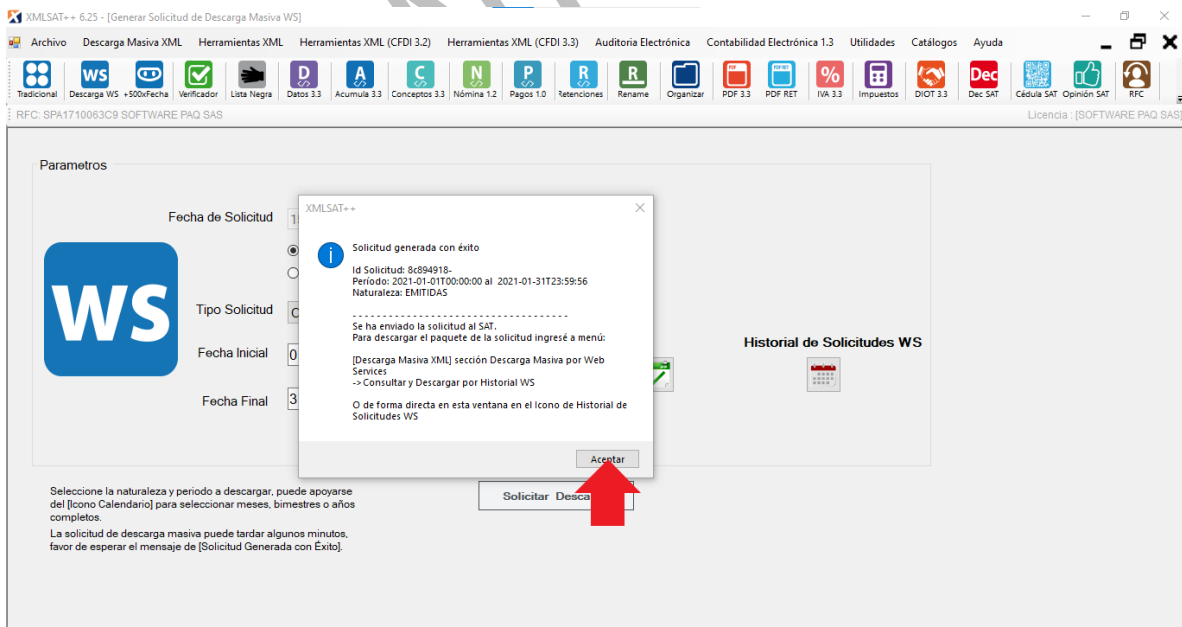 XMLSAT++ 6.25 - [Generar Solicitud de Descarga Masiva WS]
Archivo Descarga Masiva XML Herramientas XML Herramientas XML (CFDI 3.2) Herramientas XML (CFDI 3.3) Auditoria Electrónica Contabilidad Electrónica 1.3 Utilidades Catálogos Ayuda
WS D A C N P R R PDF PDF RET % Dec
Tradicional Descarga WS +500xFecha Verificador Lista Negra Datos 3.3 Acumula 3.3 Conceptos 3.3 Nómina 1.2 Pagos 1.0 Retenciones Rename Organizar PDF 3.3 PDF RET IVA 3.3 Impuestos DIOT 3.3 Dec SAT Cédula SAT Opinión SAT RFC
RFC: SPA1710063C9 SOFTWARE PAQ SAS Licencia : [SOFTWARE PAQ SAS]
Parametros
Fecha de Solicitud 1
WS
Tipo Solicitud
Fecha Inicial 0
Fecha Final 3
XMLSAT++
Solicitud generada con éxito
Id Solicitud: 8c894918-
Período: 2021-01-01T00:00:00 al 2021-01-31T23:59:56
Naturaleza: EMITIDAS
- - - - - - - - - - - - - - - - - - - - - - - - - - - - - - - - - -
Se ha enviado la solicitud al SAT.
Para descargar el paquete de la solicitud ingresé a menú:
[Descarga Masiva XML] sección Descarga Masiva por Web
Services
-> Consultar y Descargar por Historial WS
O de forma directa en esta ventana en el Icono de Historial de
Solicitudes WS
Aceptar
Historial de Solicitudes WS
Solicitar
Seleccione la naturaleza y periodo a descargar, puede apoyarse
del [Icono Calendario] para seleccionar meses, bimestres o años
completos.
La solicitud de descarga masiva puede tardar algunos minutos,
favor de esperar el mensaje de [Solicitud Generada con Éxito].